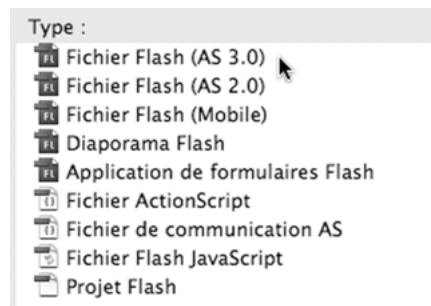 Type :
Fichier Flash (AS 3.0)
Fichier Flash (AS 2.0)
Fichier Flash (Mobile)
Diaporama Flash
Application de formulaires Flash
Fichier ActionScript
Fichier de communication AS
Fichier Flash JavaScript
Projet Flash